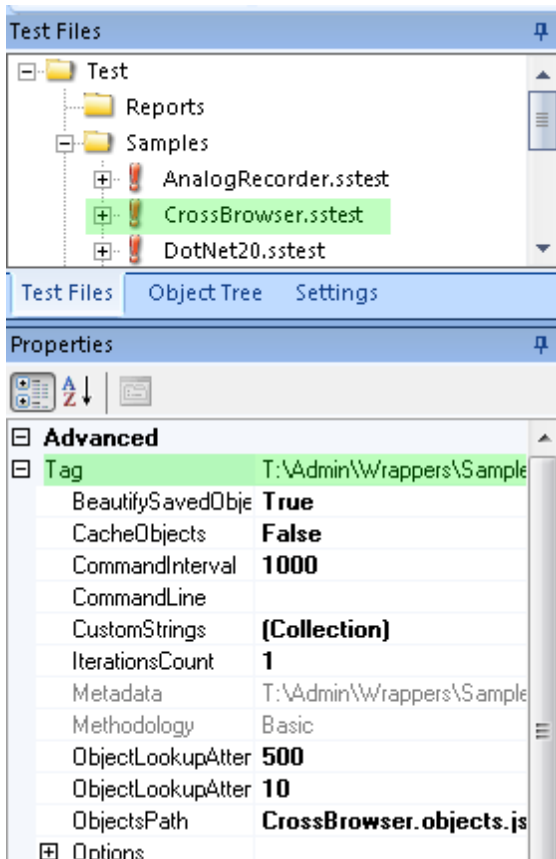 Test Files
Test
Reports
Samples
AnalogRecorder.sstest
CrossBrowser.sstest
DotNet20.sstest
Test Files Object Tree Settings
Properties
A Z
Advanced
Tag T:\Admin\Wrappers\Sample
BeautifySavedObje True
CacheObjects False
CommandInterval 1000
CommandLine
CustomStrings (Collection)
IterationsCount 1
Metadata T:\Admin\Wrappers\Sample
Methodology Basic
ObjectLookupAtter 500
ObjectLookupAtter 10
ObjectsPath CrossBrowser.objects.js
Options